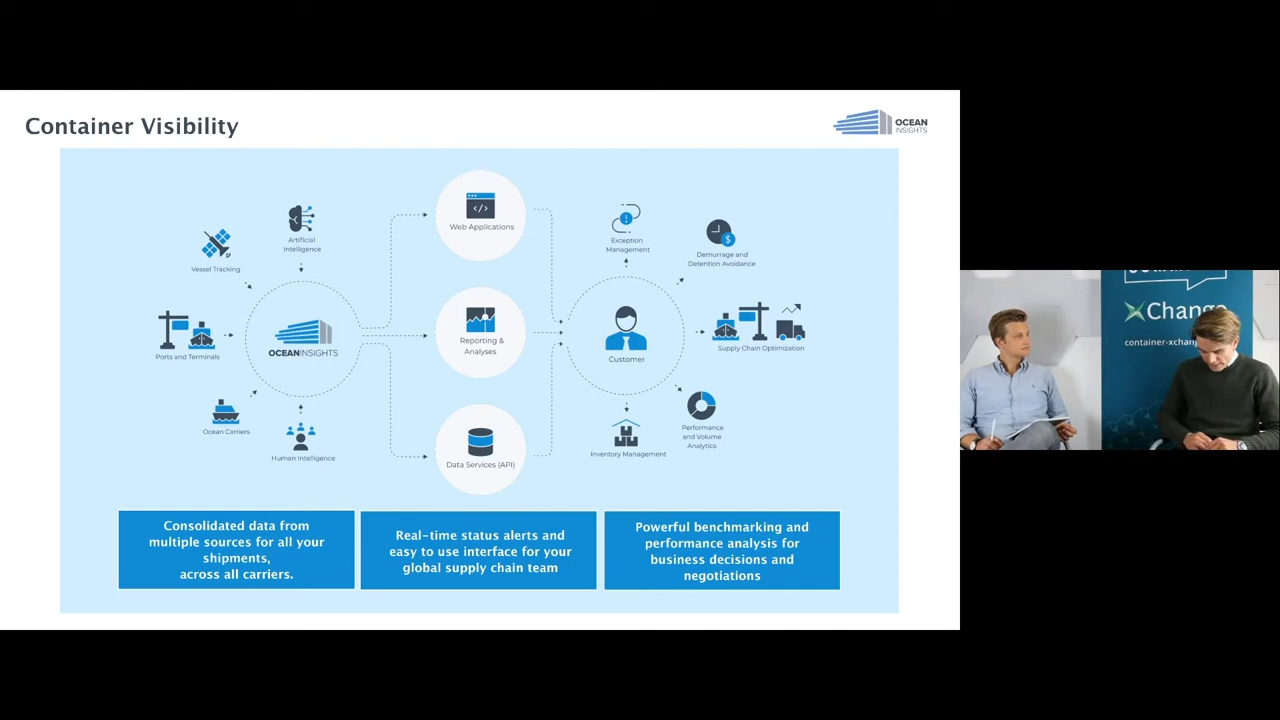 Container Visibility
OCEAN
INSIGHTS
Artificial
Intelligence
Vessel Tracking
Ports and Terminals
Ocean Carriers
Human Intelligence
OCEANINSIGHTS
Web Applications
Reporting &
Analyses
Data Services (API)
Exception
Management
Demurrage and
Detention Avoidance
Customer
Supply Chain Optimization
Performance
and Volume
Analytics
Inventory Management
Consolidated data from
multiple sources for all your
shipments,
across all carriers.
Real-time status alerts and
easy to use interface for your
global supply chain team
Powerful benchmarking and
performance analysis for
business decisions and
negotiations
XChange